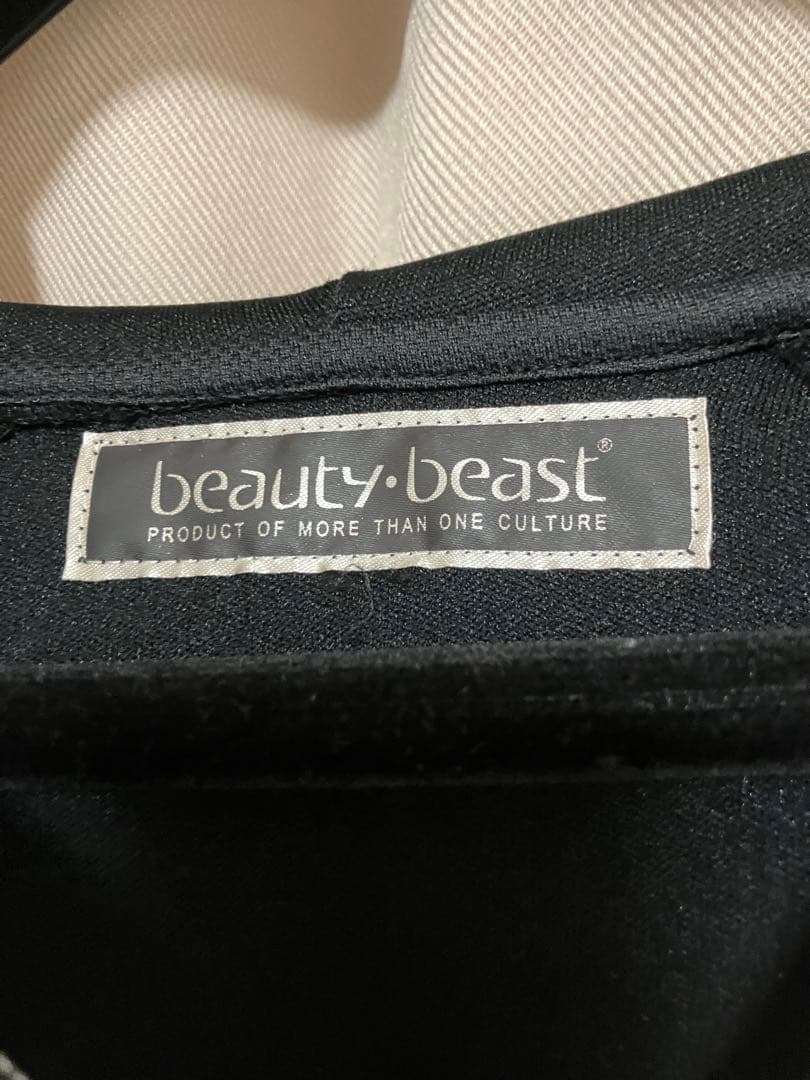 beauty·beast®
PRODUCT OF MORE THAN ONE CULTURE